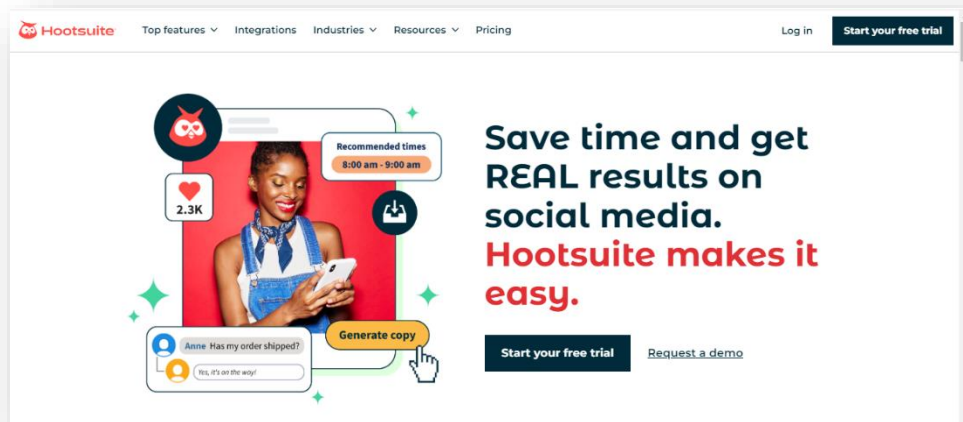 Hootsuite
Top features
Integrations
Industries
Resources
Pricing
Log in
Start your free trial
Recommended times
8:00 am - 9:00 am
2.3K
Generate copy
Anne Has my order shipped?
Yes, it's on the way!
Save time and get
REAL results on
social media.
Hootsuite makes it
easy.
Start your free trial
Request a demo